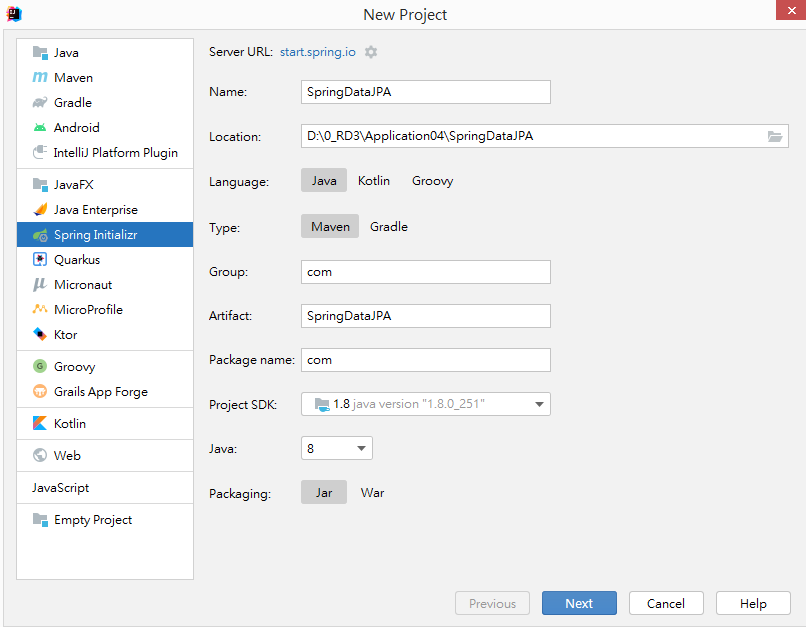 New Project
Java
Maven
Gradle
Android
IntelliJ Platform Plugin
JavaFX
Java Enterprise
Spring Initializr
Quarkus
Micronaut
MicroProfile
Ktor
Groovy
Grails App Forge
Kotlin
Web
JavaScript
Empty Project
Server URL: start.spring.io
Name: SpringDataJPA
Location: D:\0_RD3\Application04\SpringDataJPA
Language: Java Kotlin Groovy
Type: Maven Gradle
Group: com
Artifact: SpringDataJPA
Package name: com
Project SDK: 1.8 java version "1.8.0_251"
Java: 8
Packaging: Jar War
Previous Next Cancel Help